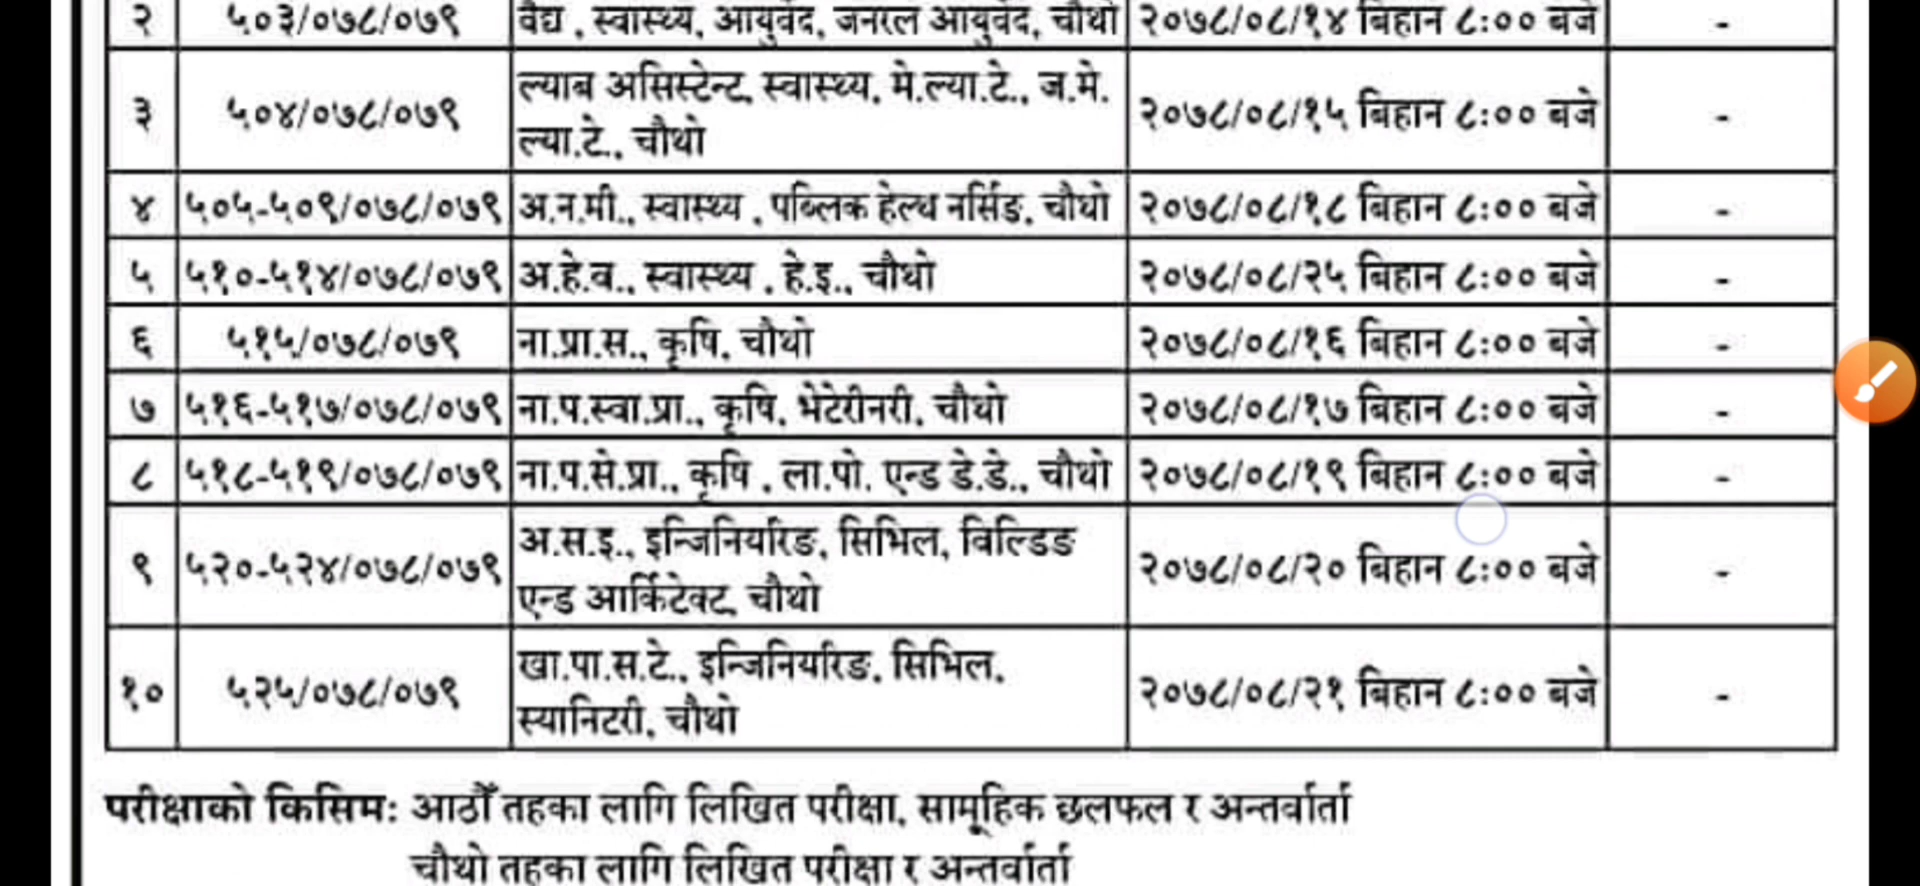 २ ५०३/०७८/०७९ वैद्य , स्वास्थ्य, आयुर्वेद, जनरल आयुर्वेद, चौथो २०७८/०८/१४ बिहान ८:०० बजे -
३ ५०४/०७८/०७९ ल्याब असिस्टेन्ट, स्वास्थ्य, मे.ल्या.टे., ज.मे.
ल्या.टे., चौथो २०७८/०८/१५ बिहान ८:०० बजे -
४ ५०५-५०९/०७८/०७९ अ.न.मी., स्वास्थ्य , पब्लिक हेल्थ नर्सिङ, चौथो २०७८/०८/१८ बिहान ८:०० बजे -
५ ५१०-५१४/०७८/०७९ अ.हे.व., स्वास्थ्य , हे.इ., चौथो २०७८/०८/२५ बिहान ८:०० बजे -
६ ५१५/०७८/०७९ ना.प्रा.स., कृषि, चौथो २०७८/०८/१६ बिहान ८:०० बजे -
७ ५१६-५१७/०७८/०७९ ना.प.स्वा.प्रा., कृषि, भेटेरीनरी, चौथो २०७८/०८/१७ बिहान ८:०० बजे -
८ ५१८-५१९/०७८/०७९ ना.प.से.प्रा., कृषि , ला.पो. एन्ड डे.डे., चौथो २०७८/०८/१९ बिहान ८:०० बजे -
९ ५२०-५२४/०७८/०७९ अ.स.इ., इन्जिनियरिङ, सिभिल, विल्डिङ
एन्ड आर्किटेक्ट, चौथो २०७८/०८/२० बिहान ८:०० बजे -
१० ५२५/०७८/०७९ खा.पा.स.टे., इन्जिनियरिङ, सिभिल,
स्यानिटरी, चौथो २०७८/०८/२१ बिहान ८:०० बजे -
परीक्षाको किसिम: आठौँ तहका लागि लिखित परीक्षा, सामूहिक छलफल र अन्तर्वार्ता
चौथो तहका लागि लिखित परीक्षा र अन्तर्वार्ता